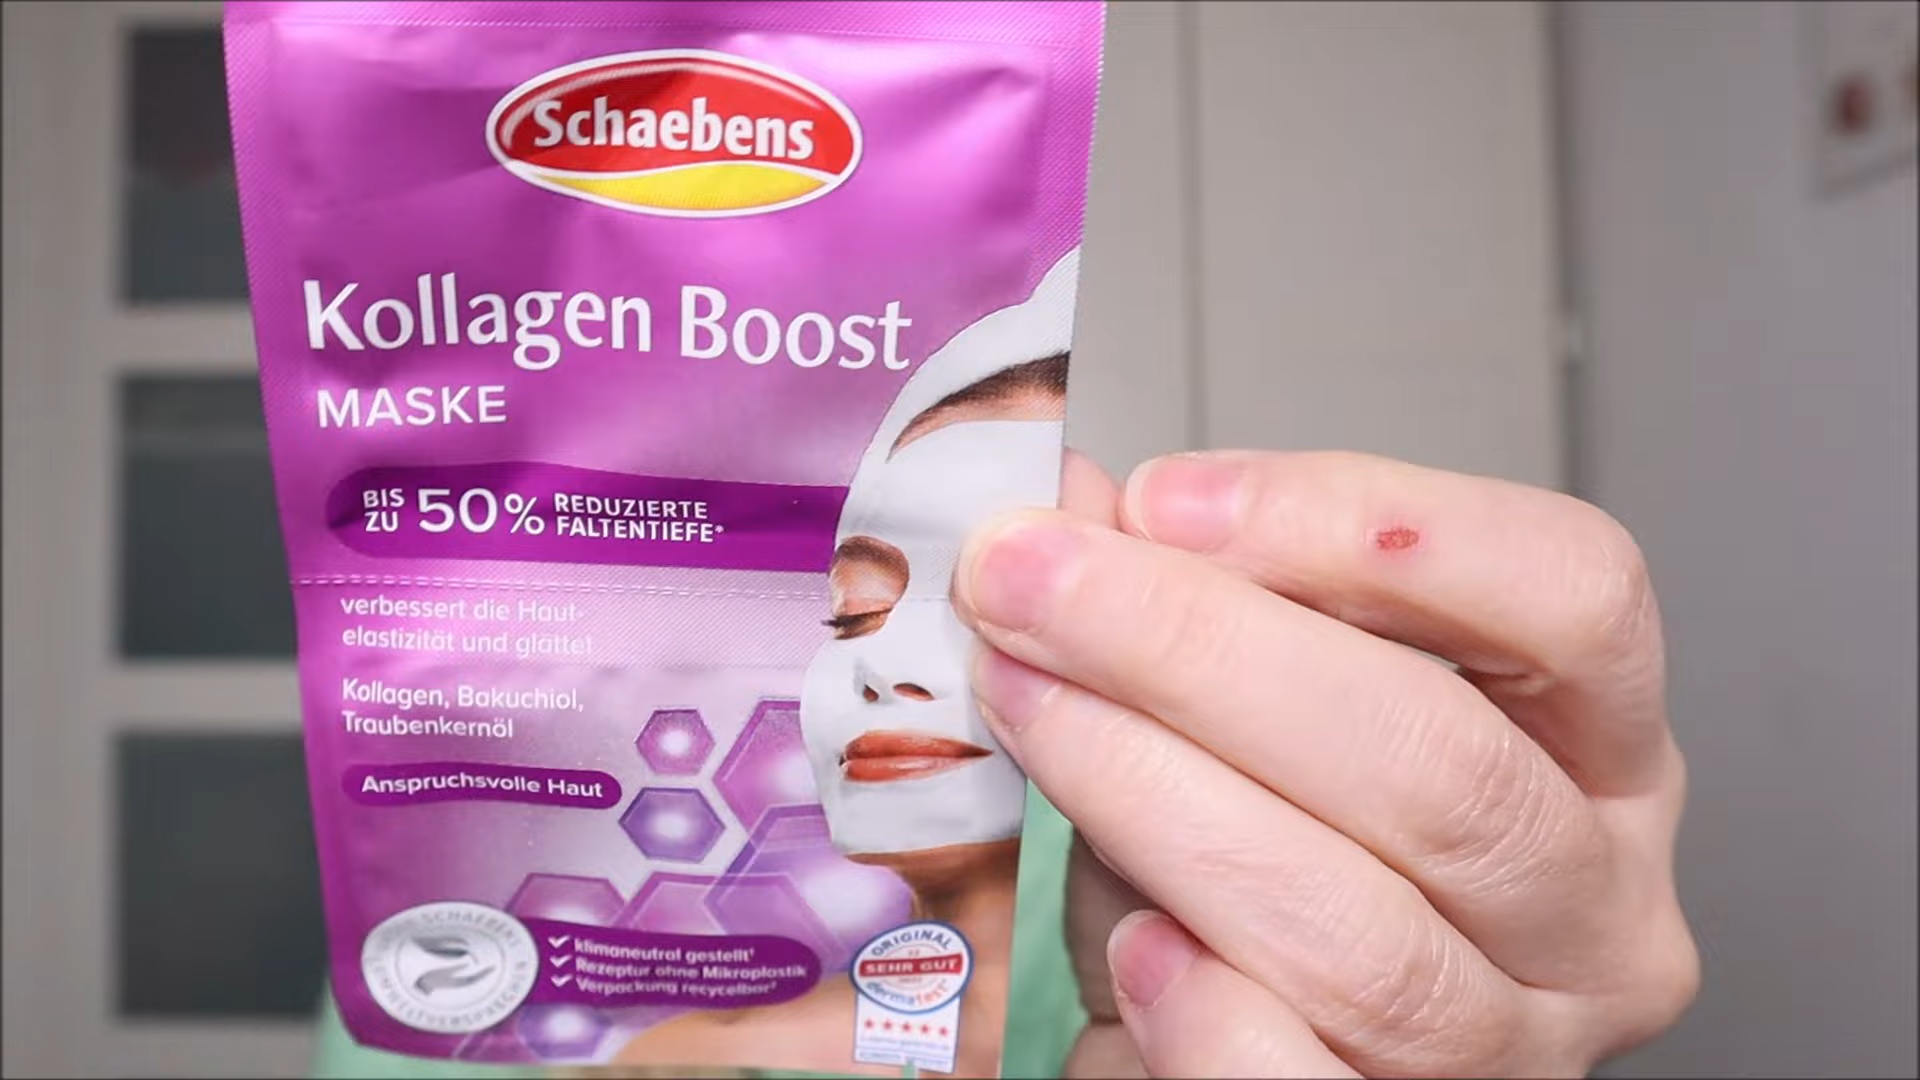 Schaebens
Kollagen Boost
MASKE
BIS ZU 50% REDUZIERTE FALTENTIEFE*
verbessert die Haut-
elastizität und glättet
Kollagen, Bakuchiol,
Traubenkernöl
Anspruchsvolle Haut
SCHAEBENS
klimaneutral gestellt¹
Rezeptur ohne Mikroplastik
Verpackung recycelbar²
ORIGINAL
SEHR GUT
dermatest